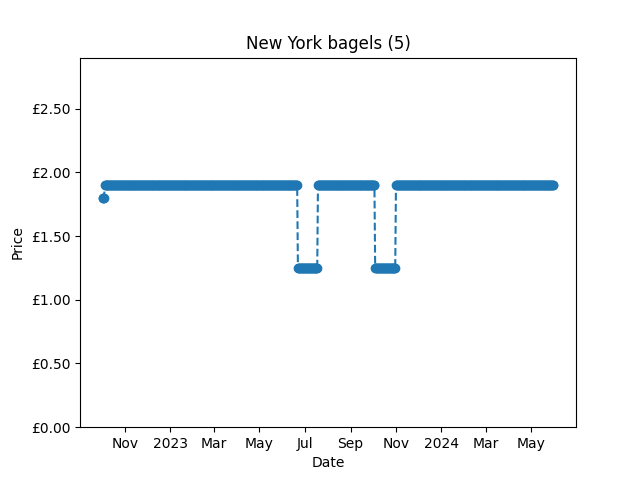 New York bagels (5)
£2.50
£2.00
£1.50
£1.00
£0.50
£0.00
Price
Nov 2023 Mar May Jul Sep Nov 2024 Mar May
Date